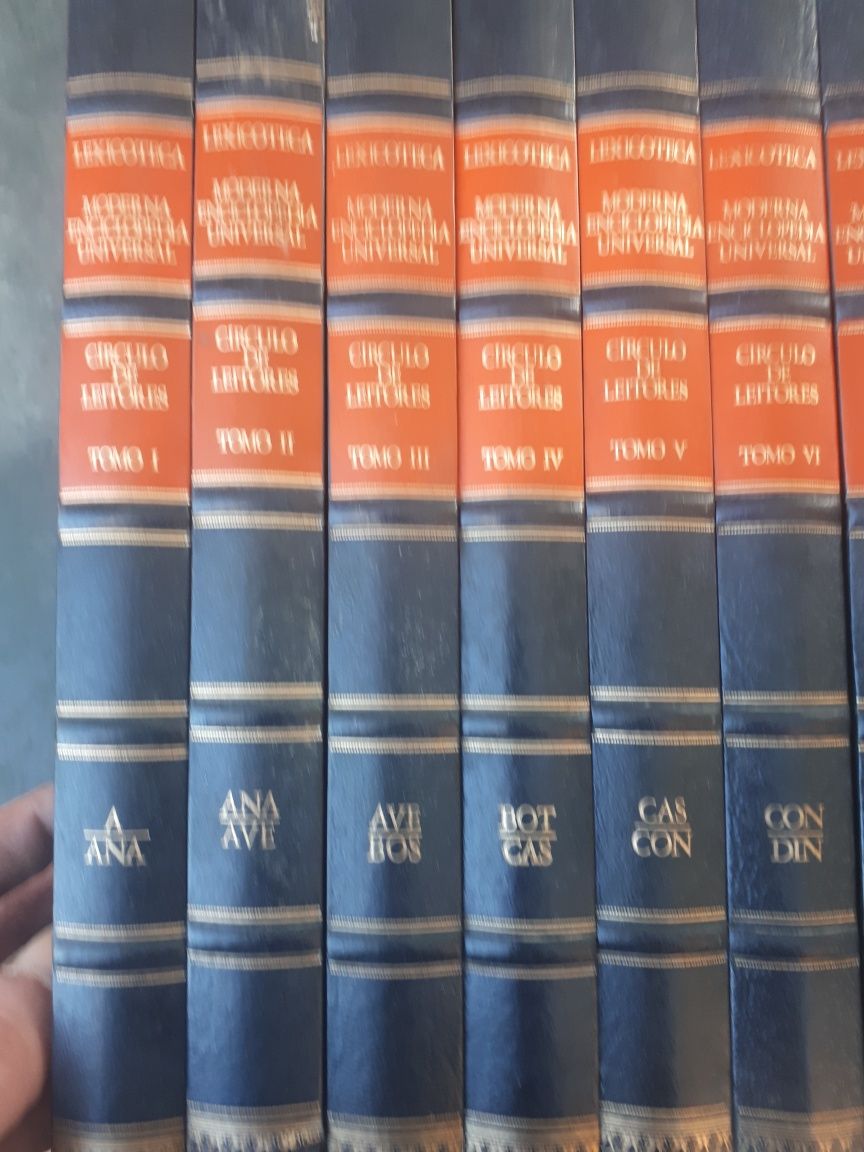 LEXICOTECA
MODERNA
ENCICLOPÉDIA
UNIVERSAL
CÍRCULO
DE
LEITORES
TOMO I
A
ANA
LEXICOTECA
MODERNA
ENCICLOPÉDIA
UNIVERSAL
CÍRCULO
DE
LEITORES
TOMO II
ANA
AVE
LEXICOTECA
MODERNA
ENCICLOPÉDIA
UNIVERSAL
CÍRCULO
DE
LEITORES
TOMO III
AVE
BOS
LEXICOTECA
MODERNA
ENCICLOPÉDIA
UNIVERSAL
CÍRCULO
DE
LEITORES
TOMO IV
BOT
CAS
LEXICOTECA
MODERNA
ENCICLOPÉDIA
UNIVERSAL
CÍRCULO
DE
LEITORES
TOMO V
CAS
CON
LEXICOTECA
MODERNA
ENCICLOPÉDIA
UNIVERSAL
CÍRCULO
DE
LEITORES
TOMO VI
CON
DIN